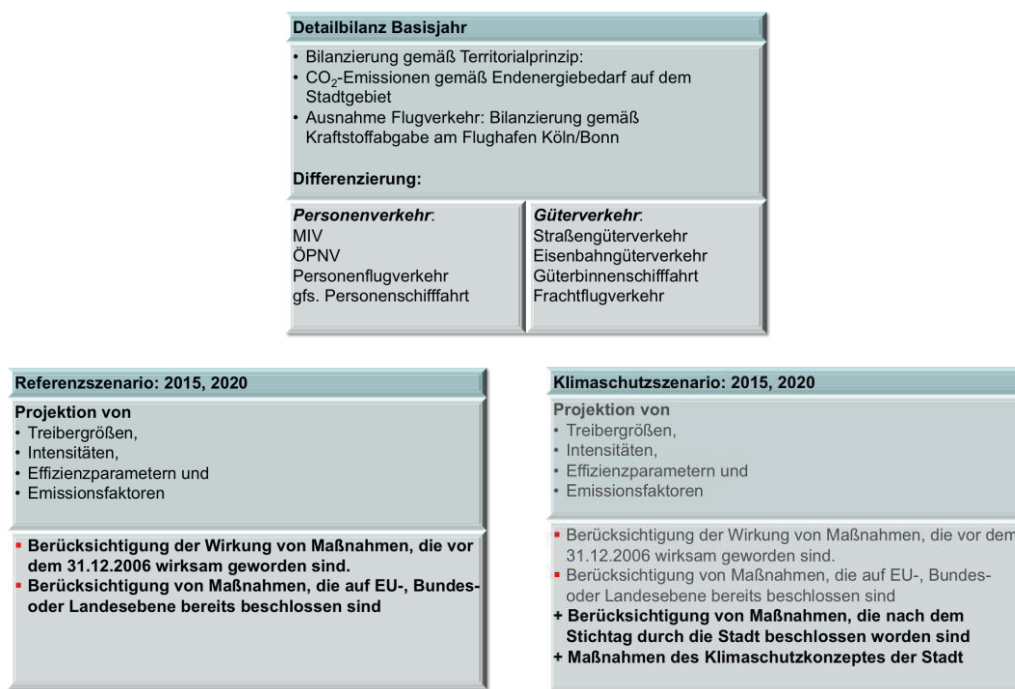 Detailbilanz Basisjahr
• Bilanzierung gemäß Territorialprinzip:
• CO₂-Emissionen gemäß Endenergiebedarf auf dem
Stadtgebiet
• Ausnahme Flugverkehr: Bilanzierung gemäß
Kraftstoffabgabe am Flughafen Köln/Bonn
Differenzierung:
Personenverkehr:
MIV
ÖPNV
Personenflugverkehr
gfs. Personenschifffahrt
Güterverkehr:
Straßengüterverkehr
Eisenbahngüterverkehr
Güterbinnenschifffahrt
Frachtflugverkehr
Referenzszenario: 2015, 2020
Projektion von
• Treibergrößen,
• Intensitäten,
• Effizienzparametern und
• Emissionsfaktoren
▪ Berücksichtigung der Wirkung von Maßnahmen, die vor
dem 31.12.2006 wirksam geworden sind.
▪ Berücksichtigung von Maßnahmen, die auf EU-, Bundes-
oder Landesebene bereits beschlossen sind
Klimaschutzszenario: 2015, 2020
Projektion von
• Treibergrößen,
• Intensitäten,
• Effizienzparametern und
• Emissionsfaktoren
▪ Berücksichtigung der Wirkung von Maßnahmen, die vor dem
31.12.2006 wirksam geworden sind.
▪ Berücksichtigung von Maßnahmen, die auf EU-, Bundes-
oder Landesebene bereits beschlossen sind
+ Berücksichtigung von Maßnahmen, die nach dem
Stichtag durch die Stadt beschlossen worden sind
+ Maßnahmen des Klimaschutzkonzeptes der Stadt